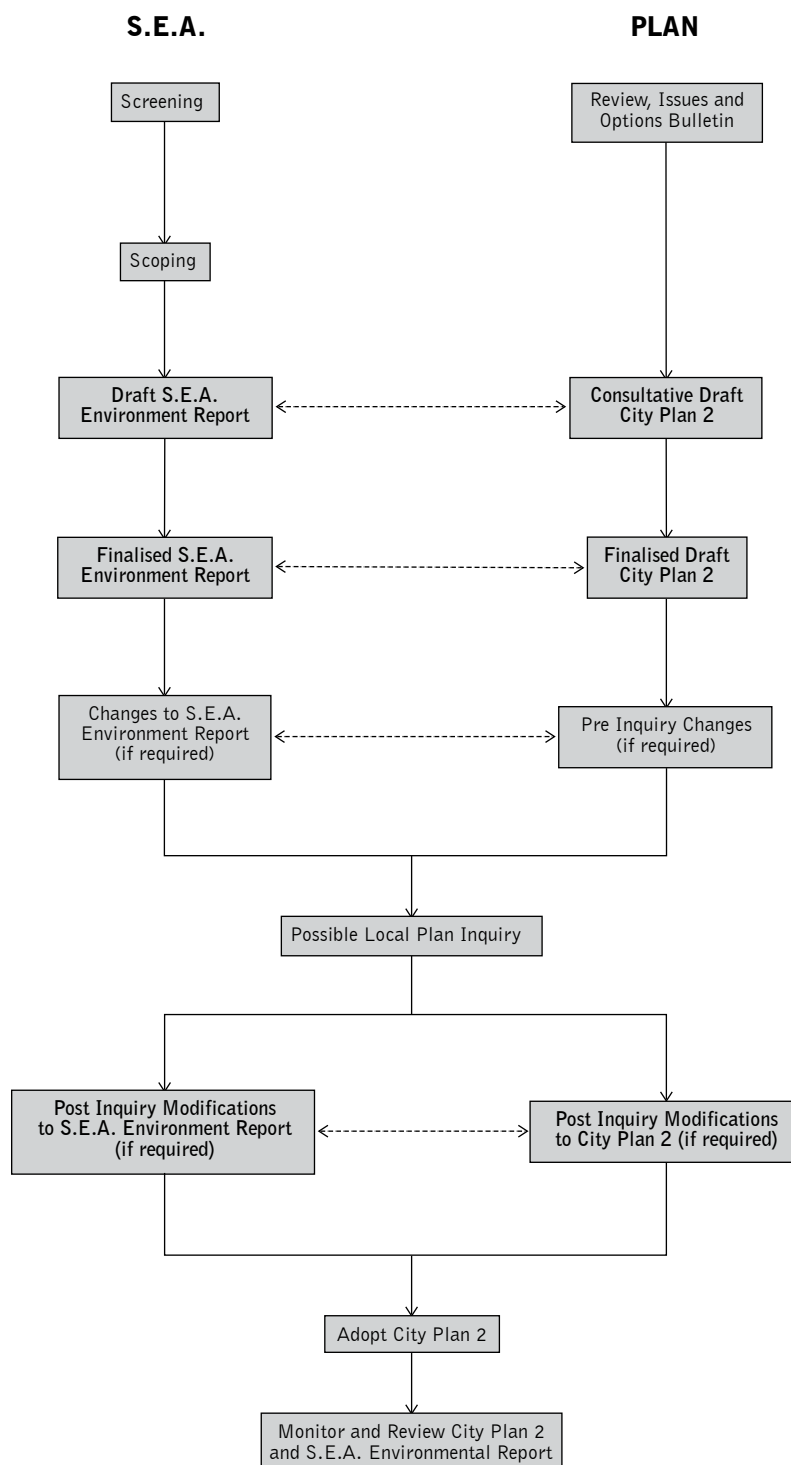 S.E.A.
PLAN
Screening
Review, Issues and
Options Bulletin
Scoping
Draft S.E.A.
Environment Report
Consultative Draft
City Plan 2
Finalised S.E.A.
Environment Report
Finalised Draft
City Plan 2
Changes to S.E.A.
Environment Report
(if required)
Pre Inquiry Changes
(if required)
Possible Local Plan Inquiry
Post Inquiry Modifications
to S.E.A. Environment Report
(if required)
Post Inquiry Modifications
to City Plan 2 (if required)
Adopt City Plan 2
Monitor and Review City Plan 2
and S.E.A. Environmental Report